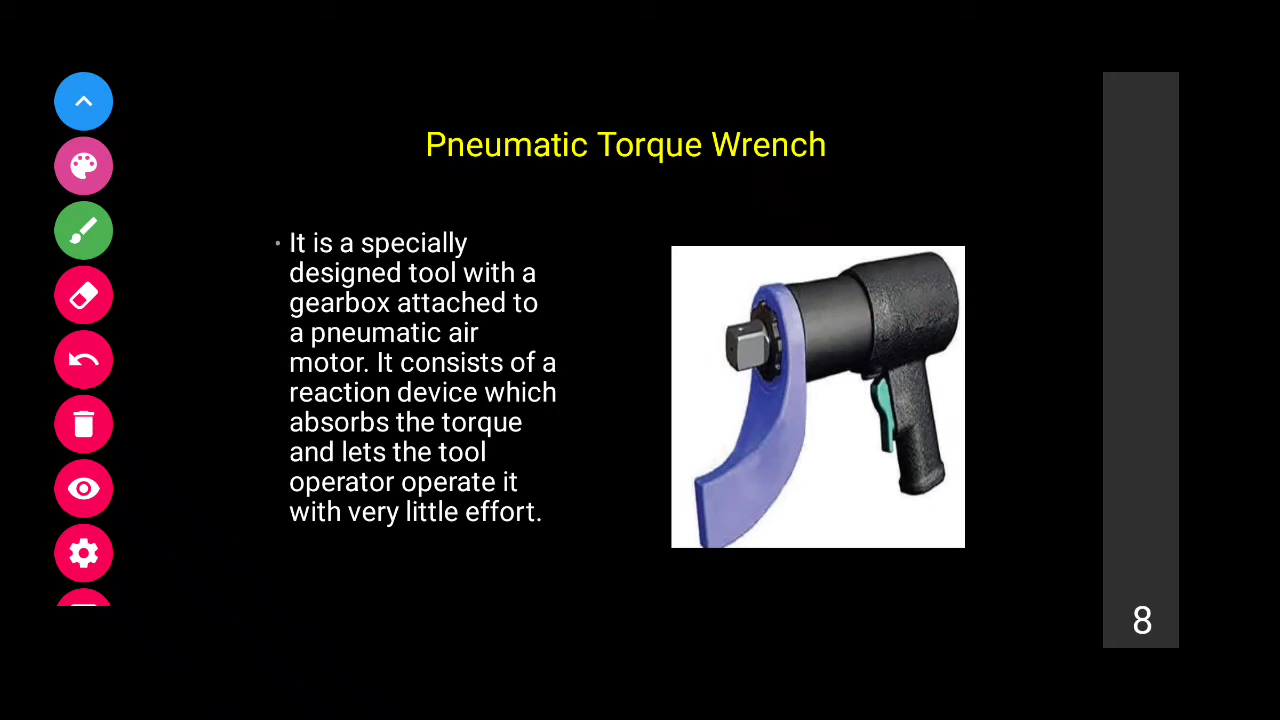 Pneumatic Torque Wrench
• It is a specially
designed tool with a
gearbox attached to
a pneumatic air
motor. It consists of a
reaction device which
absorbs the torque
and lets the tool
operator operate it
with very little effort.
8